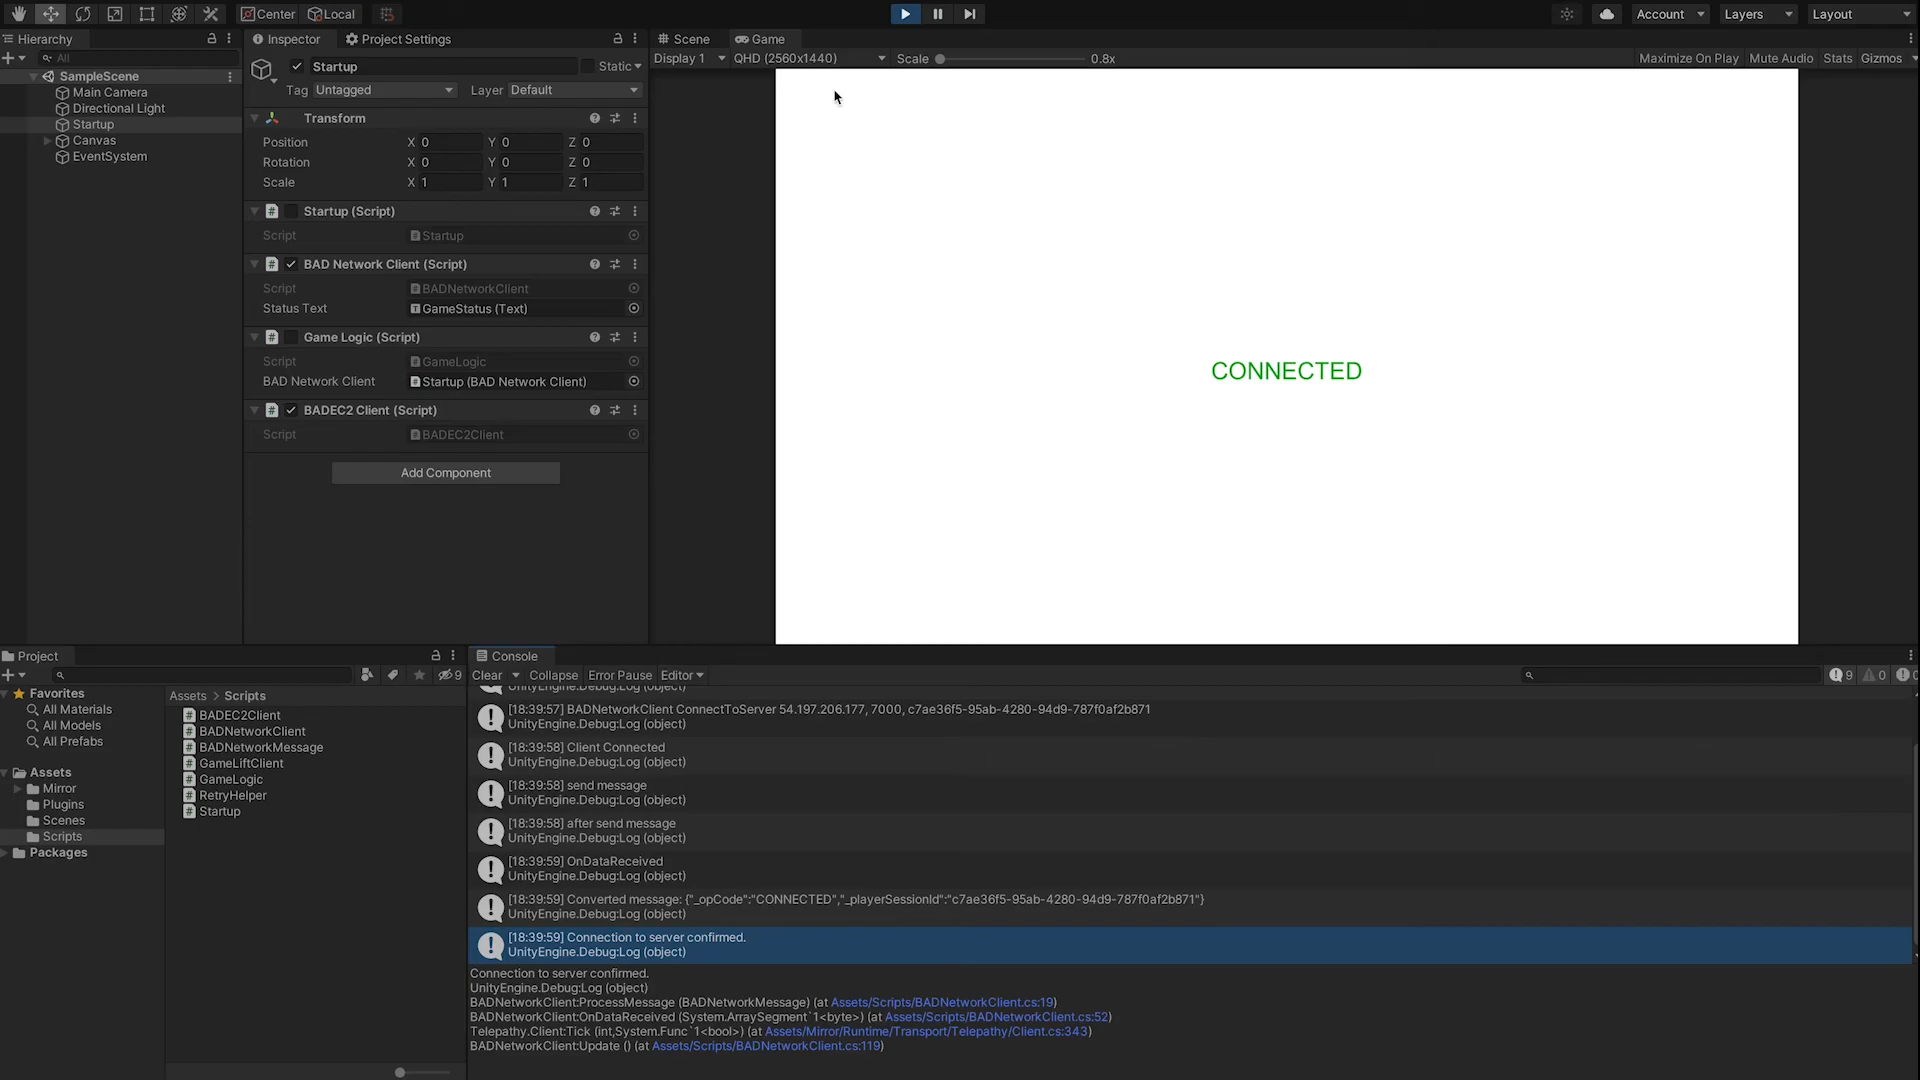 Center
Local
Account
Layers
Layout
Hierarchy
All
SampleScene
Main Camera
Directional Light
Startup
Canvas
EventSystem
Inspector
Project Settings
Startup
Static
Tag Untagged
Layer Default
Transform
Position X 0 Y 0 Z 0
Rotation X 0 Y 0 Z 0
Scale X 1 Y 1 Z 1
Startup (Script)
Script Startup
BAD Network Client (Script)
Script BADNetworkClient
Status Text GameStatus (Text)
Game Logic (Script)
Script GameLogic
BAD Network Client Startup (BAD Network Client)
BADEC2 Client (Script)
Script BADEC2Client
Add Component
Scene
Game
Display 1
QHD (2560x1440)
Scale 0.8x
Maximize On Play
Mute Audio
Stats
Gizmos
CONNECTED
Project
9
Favorites
All Materials
All Models
All Prefabs
Assets
Mirror
Plugins
Scenes
Scripts
Packages
Assets > Scripts
BADEC2Client
BADNetworkClient
BADNetworkMessage
GameLiftClient
GameLogic
RetryHelper
Startup
Console
Clear
Collapse
Error Pause
Editor
9
0
0
UnityEngine.Debug:Log (object)
[18:39:57] BADNetworkClient ConnectToServer 54.197.206.177, 7000, c7ae36f5-95ab-4280-94d9-787f0af2b871
UnityEngine.Debug:Log (object)
[18:39:58] Client Connected
UnityEngine.Debug:Log (object)
[18:39:58] send message
UnityEngine.Debug:Log (object)
[18:39:58] after send message
UnityEngine.Debug:Log (object)
[18:39:59] OnDataReceived
UnityEngine.Debug:Log (object)
[18:39:59] Converted message: {"_opCode":"CONNECTED","_playerSessionId":"c7ae36f5-95ab-4280-94d9-787f0af2b871"}
UnityEngine.Debug:Log (object)
[18:39:59] Connection to server confirmed.
UnityEngine.Debug:Log (object)
Connection to server confirmed.
UnityEngine.Debug:Log (object)
BADNetworkClient:ProcessMessage (BADNetworkMessage) (at Assets/Scripts/BADNetworkClient.cs:19)
BADNetworkClient:OnDataReceived (System.ArraySegment`1<byte>) (at Assets/Scripts/BADNetworkClient.cs:52)
Telepathy.Client:Tick (int,System.Func`1<bool>) (at Assets/Mirror/Runtime/Transport/Telepathy/Client.cs:343)
BADNetworkClient:Update () (at Assets/Scripts/BADNetworkClient.cs:119)